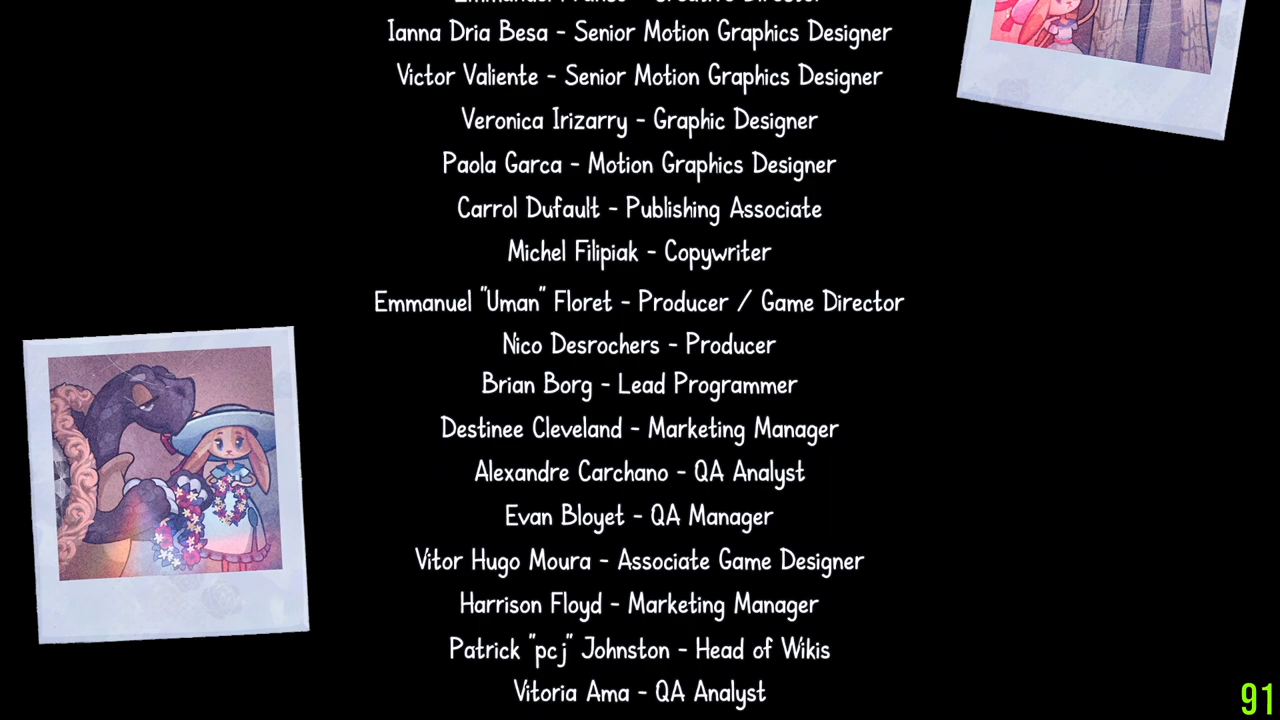 Ianna Dria Besa - Senior Motion Graphics Designer
Victor Valiente - Senior Motion Graphics Designer
Veronica Irizarry - Graphic Designer
Paola Garca - Motion Graphics Designer
Carrol Dufault - Publishing Associate
Michel Filipiak - Copywriter
Emmanuel "Uman" Floret - Producer / Game Director
Nico Desrochers - Producer
Brian Borg - Lead Programmer
Destinee Cleveland - Marketing Manager
Alexandre Carchano - QA Analyst
Evan Bloyet - QA Manager
Vitor Hugo Moura - Associate Game Designer
Harrison Floyd - Marketing Manager
Patrick "pcj" Johnston - Head of Wikis
Vitoria Ama - QA Analyst
91